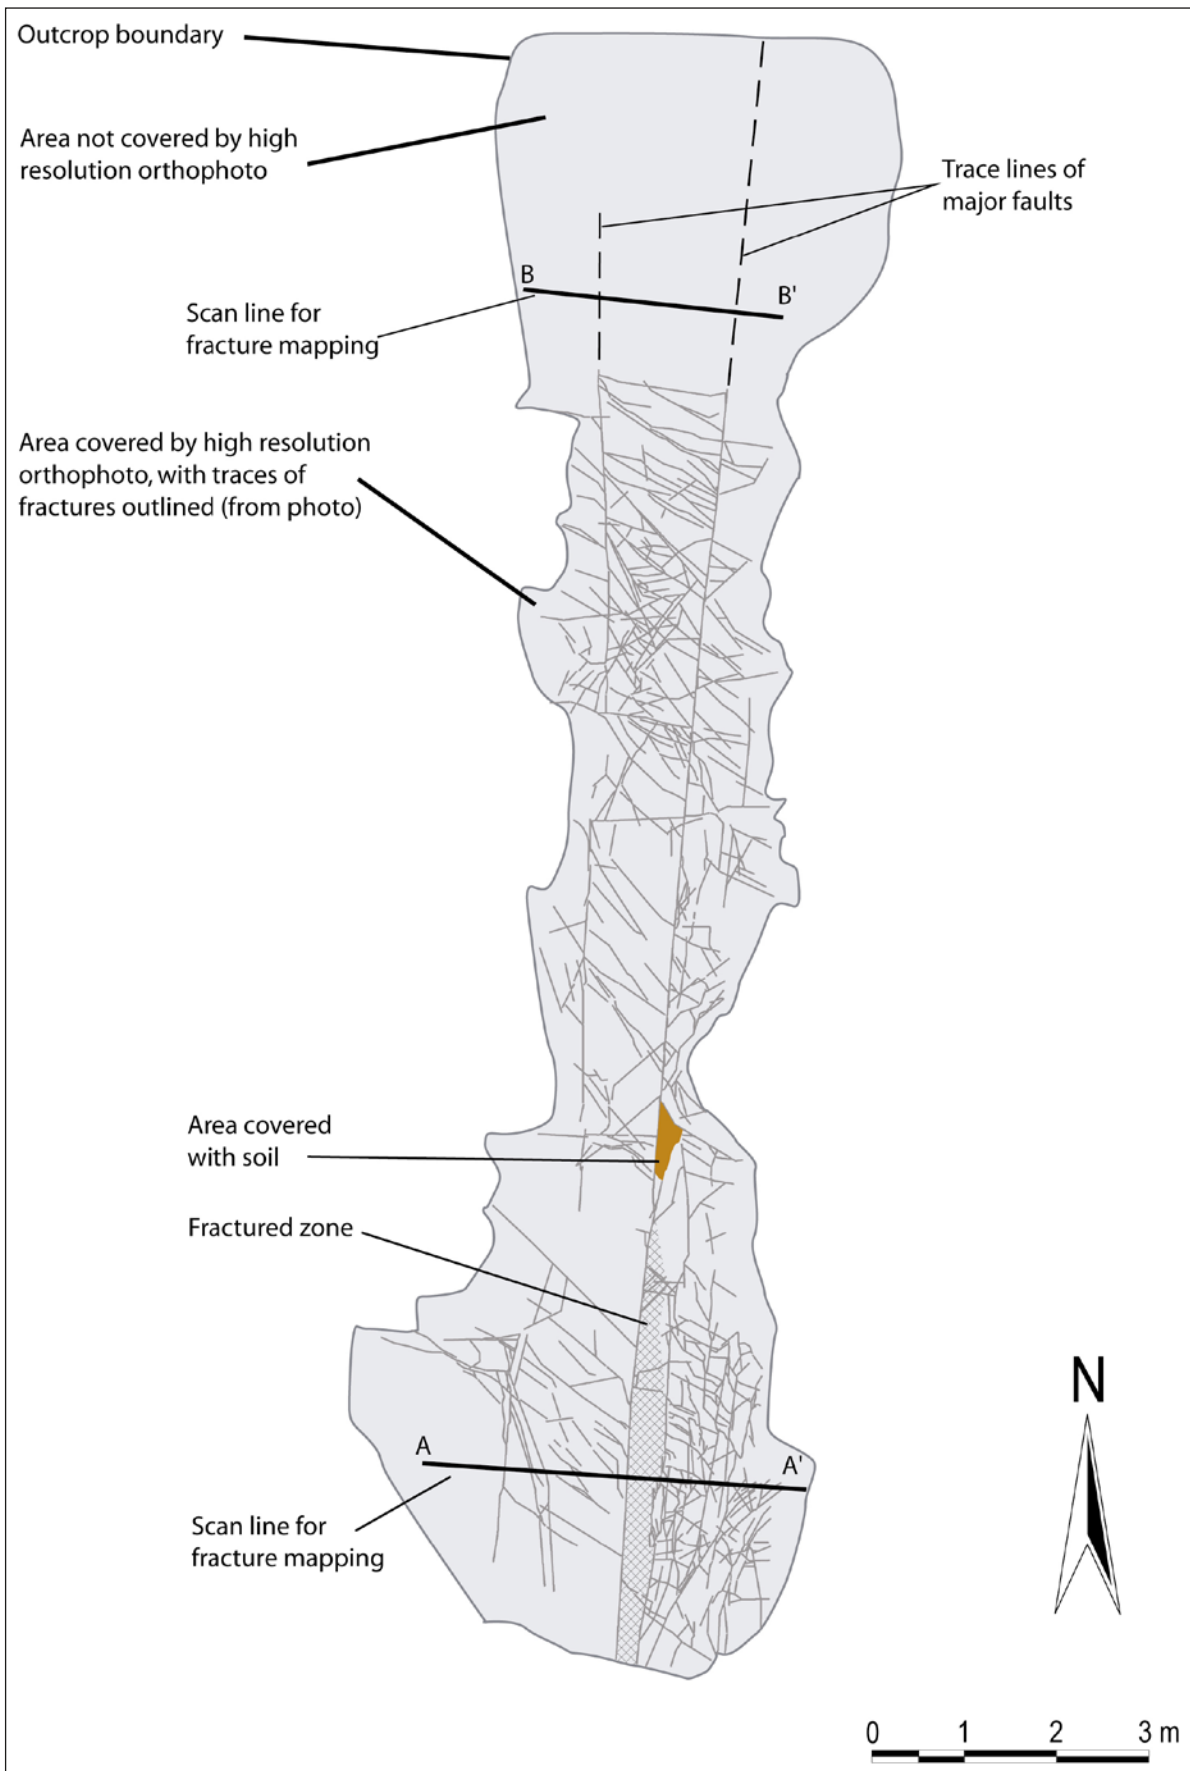 Outcrop boundary
Area not covered by high
resolution orthophoto
Trace lines of
major faults
B
B'
Scan line for
fracture mapping
Area covered by high resolution
orthophoto, with traces of
fractures outlined (from photo)
Area covered
with soil
Fractured zone
N
A
A'
Scan line for
fracture mapping
0 1 2 3 m